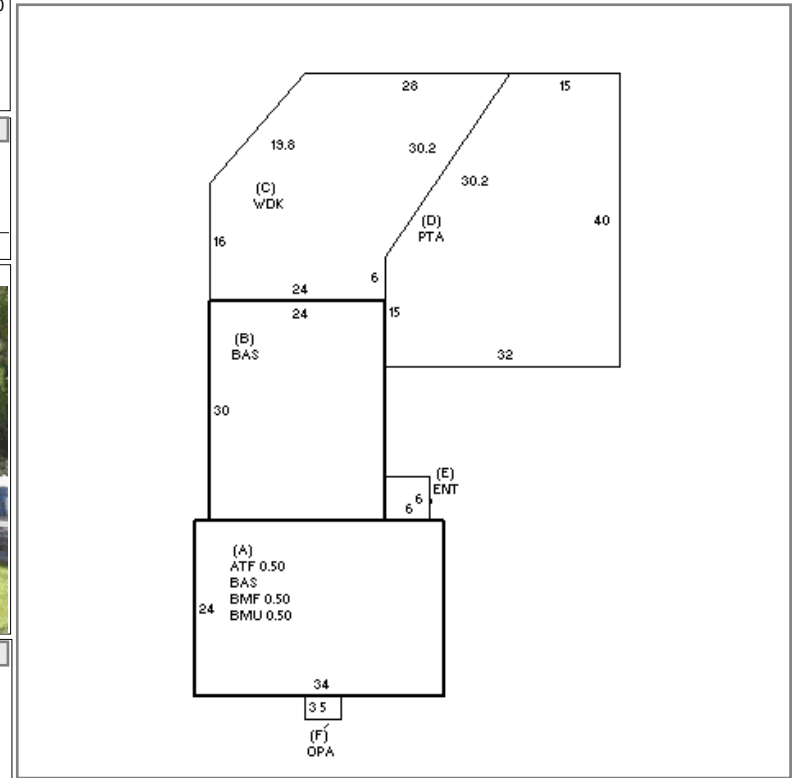 28
15
19.8
30.2
30.2
(C)
WDK
(D)
PTA
40
16
6
24
24
15
(B)
BAS
32
30
(E)
ENT
6
6
(A)
ATF 0.50
BAS
BMF 0.50
BMU 0.50
24
34
3 5
(F)
OPA